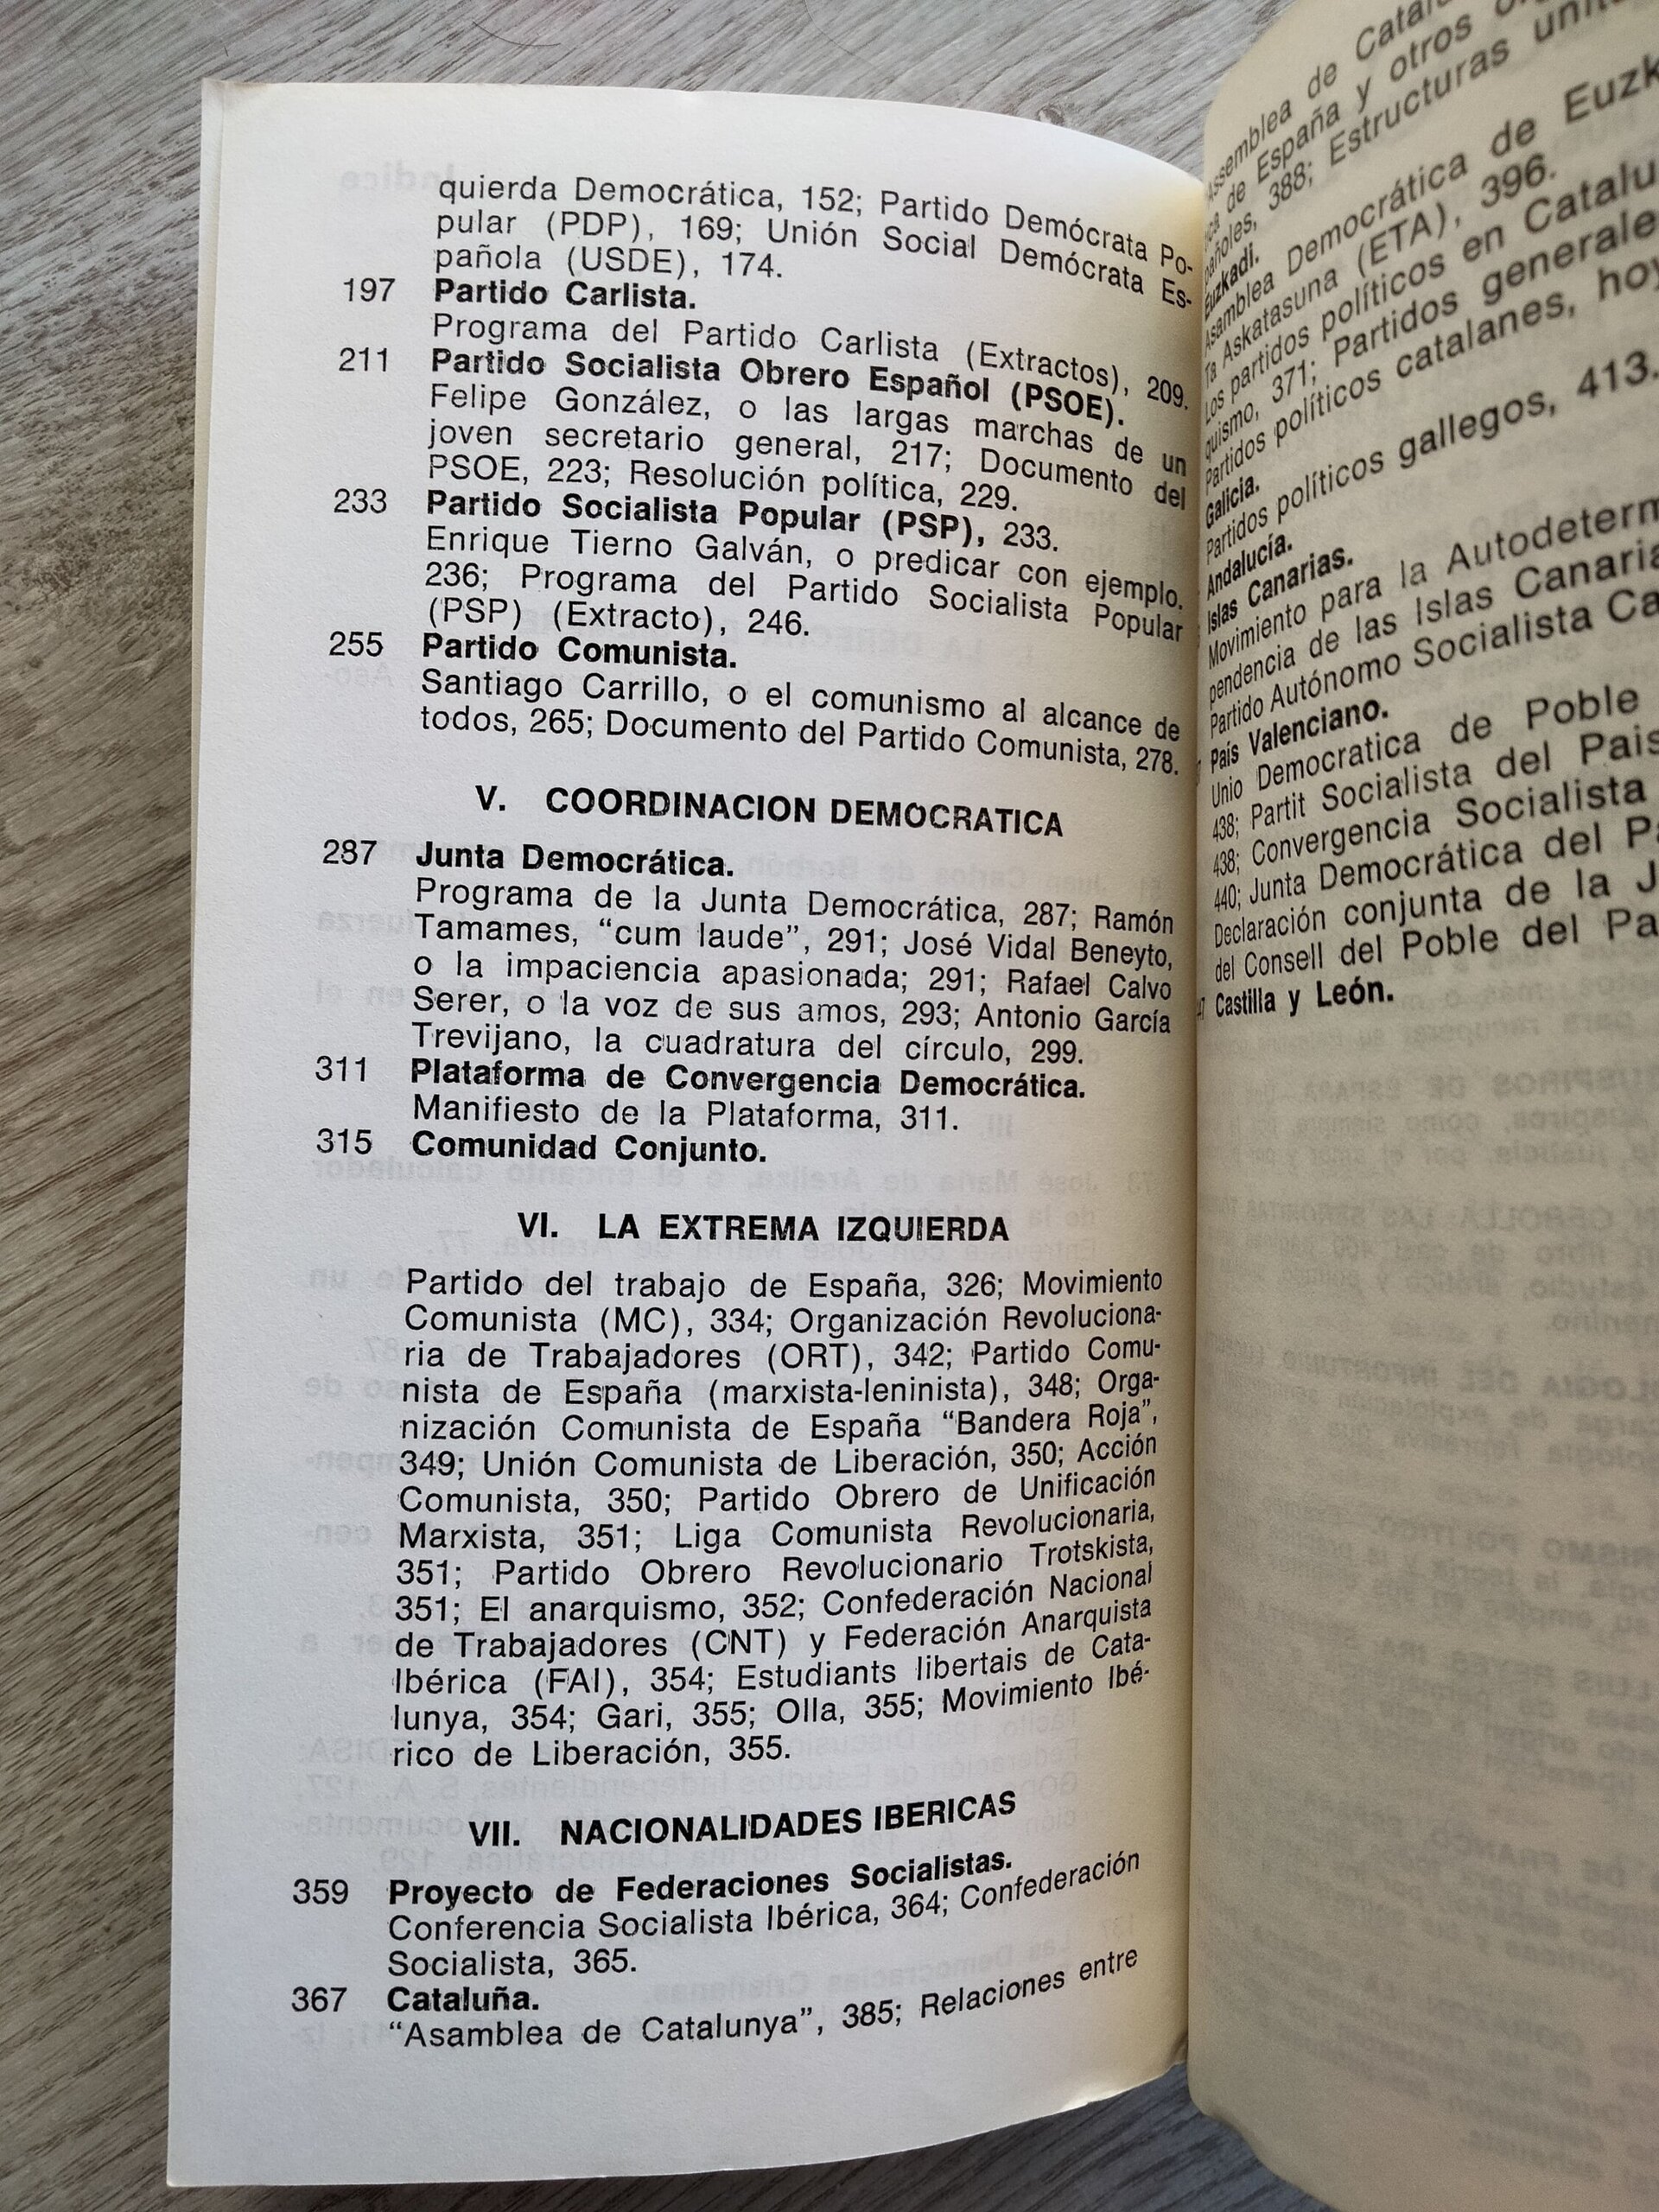 quierda Democrática, 152; Partido Demócrata Po-
pular (PDP), 169; Unión Social Demócrata Es-
pañola (USDE), 174.
197 Partido Carlista.
Programa del Partido Carlista (Extractos), 209.
211 Partido Socialista Obrero Español (PSOE).
Felipe González, o las largas marchas de un
joven secretario general, 217; Documento del
PSOE, 223; Resolución política, 229.
233 Partido Socialista Popular (PSP), 233.
Enrique Tierno Galván, o predicar con ejemplo.
236; Programa del Partido Socialista Popular
(PSP) (Extracto), 246.
255 Partido Comunista.
Santiago Carrillo, o el comunismo al alcance de
todos, 265; Documento del Partido Comunista, 278.
V. COORDINACION DEMOCRATICA
287 Junta Democrática.
Programa de la Junta Democrática, 287; Ramón
Tamames, “cum laude”, 291; José Vidal Beneyto,
o la impaciencia apasionada; 291; Rafael Calvo
Serer, o la voz de sus amos, 293; Antonio García
Trevijano, la cuadratura del círculo, 299.
311 Plataforma de Convergencia Democrática.
Manifiesto de la Plataforma, 311.
315 Comunidad Conjunto.
VI. LA EXTREMA IZQUIERDA
Partido del trabajo de España, 326; Movimiento
Comunista (MC), 334; Organización Revoluciona-
ria de Trabajadores (ORT), 342; Partido Comu-
nista de España (marxista-leninista), 348; Orga-
nización Comunista de España “Bandera Roja”,
349; Unión Comunista de Liberación, 350; Acción
Comunista, 350; Partido Obrero de Unificación
Marxista, 351; Liga Comunista Revolucionaria,
351; Partido Obrero Revolucionario Trotskista,
351; El anarquismo, 352; Confederación Nacional
de Trabajadores (CNT) y Federación Anarquista
Ibérica (FAI), 354; Estudiants libertais de Cata-
lunya, 354; Gari, 355; Olla, 355; Movimiento Ibé-
rico de Liberación, 355.
VII. NACIONALIDADES IBERICAS
359 Proyecto de Federaciones Socialistas.
Conferencia Socialista Ibérica, 364; Confederación
Socialista, 365.
367 Cataluña.
“Asamblea de Catalunya”, 385; Relaciones entre
Assemblea de
de España y otros
388; Estructuras
Euzkadi.
Asamblea Democrática de
Ta Askatasuna (ETA), 396.
Los partidos políticos en
quismo, 371; Partidos
Partidos políticos catalanes, hoy
Galicia.
Partidos políticos gallegos, 413.
Andalucía.
Islas Canarias.
Movimiento para la
pendencia de las Islas
Partido Autónomo Socialista
País Valenciano.
Unio Democratica de Poble
438; Partit Socialista del Pais
438; Convergencia Socialista
440; Junta Democrática del
Declaración conjunta de la
del Consell del Poble del
Castilla y León.